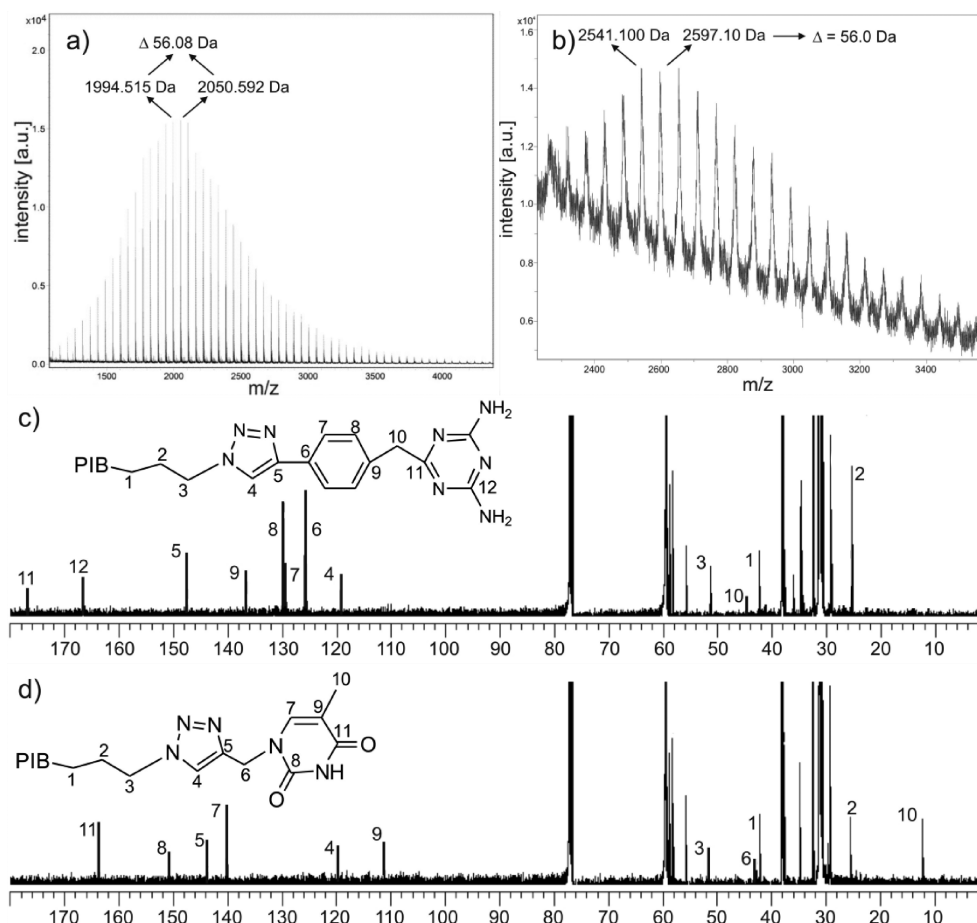 a)
x10⁴
2.0
1.5
1.0
0.5
0.0
intensity [a.u.]
Δ 56.08 Da
1994.515 Da 2050.592 Da
1500 2000 2500 3000 3500 4000
m/z
b)
x10⁴
1.6
1.4
1.2
1.0
0.8
0.6
intensity [a.u.]
2541.100 Da 2597.10 Da → Δ = 56.0 Da
2400 2600 2800 3000 3200 3400
m/z
c)
PIB 1 2 3 N N N 4 5 6 7 8 9 10 11 12 N N N NH₂ NH₂
11 12 5 9 8 7 6 4 3 10 1 2
170 160 150 140 130 120 110 100 90 80 70 60 50 40 30 20 10
d)
PIB 1 2 3 N N N 4 5 6 N 7 8 9 10 11 O NH O
11 8 5 7 4 9 3 6 1 2 10
170 160 150 140 130 120 110 100 90 80 70 60 50 40 30 20 10